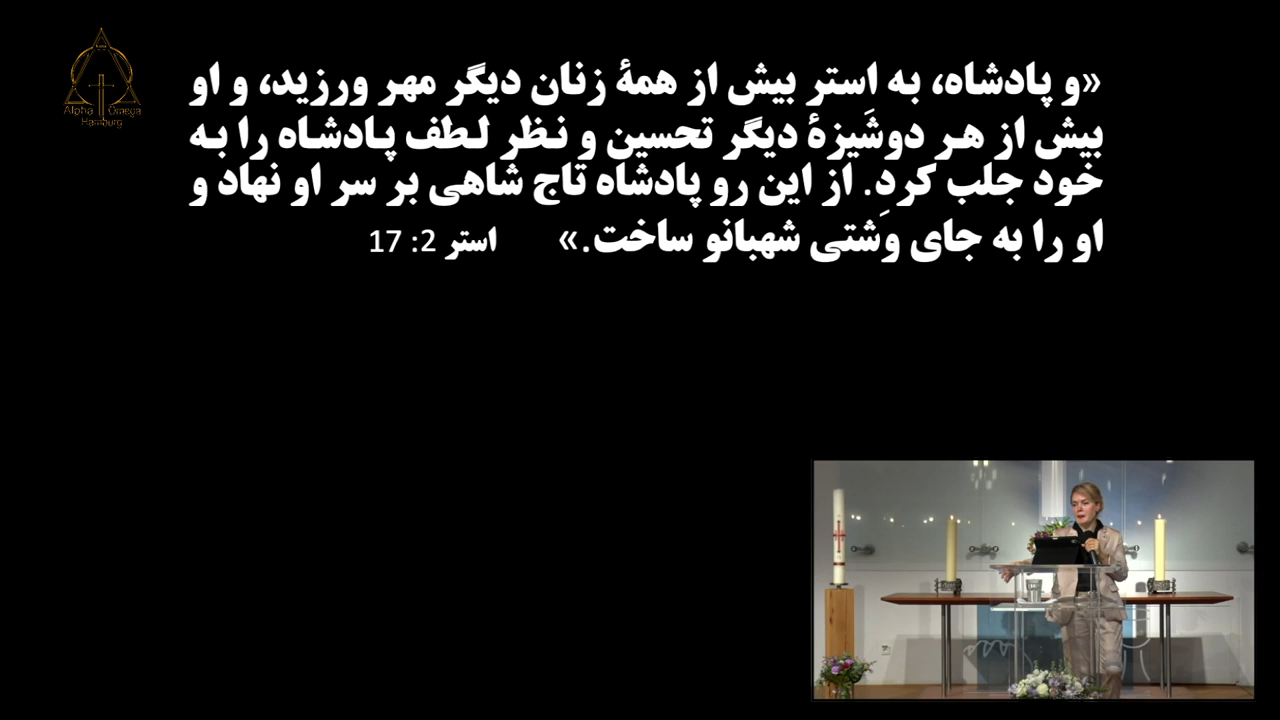 Alpha Omega
Hamburg
«و پادشاه، به استر بیش از همهٔ زنان دیگر مهر ورزید، و او
بیش از هر دوشَیزهٔ دیگر تحسین و نظر لطف پادشاه را به
خود جلب کرد. از این رو پادشاه تاج شاهی بر سر او نهاد و
او را به جای وَشتی شهبانو ساخت.» استر 2: 17